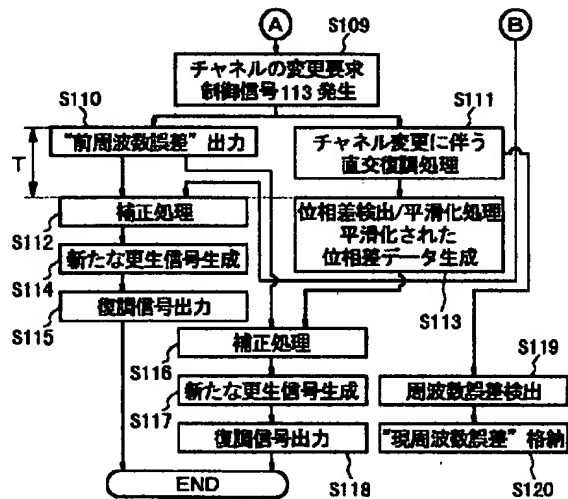 A
B
S109
チャネルの変更要求
制御信号113発生
S110
S111
"前周波数誤差"出力
チャネル変更に伴う
直交復調処理
T
補正処理
位相差検出/平滑化処理
平滑化された
位相差データ生成
S112
新たな更生信号生成
S114
復調信号出力
S115
S113
補正処理
S116
S119
新たな更生信号生成
周波数誤差検出
S117
復調信号出力
"現周波数誤差"格納
END
S118
S120